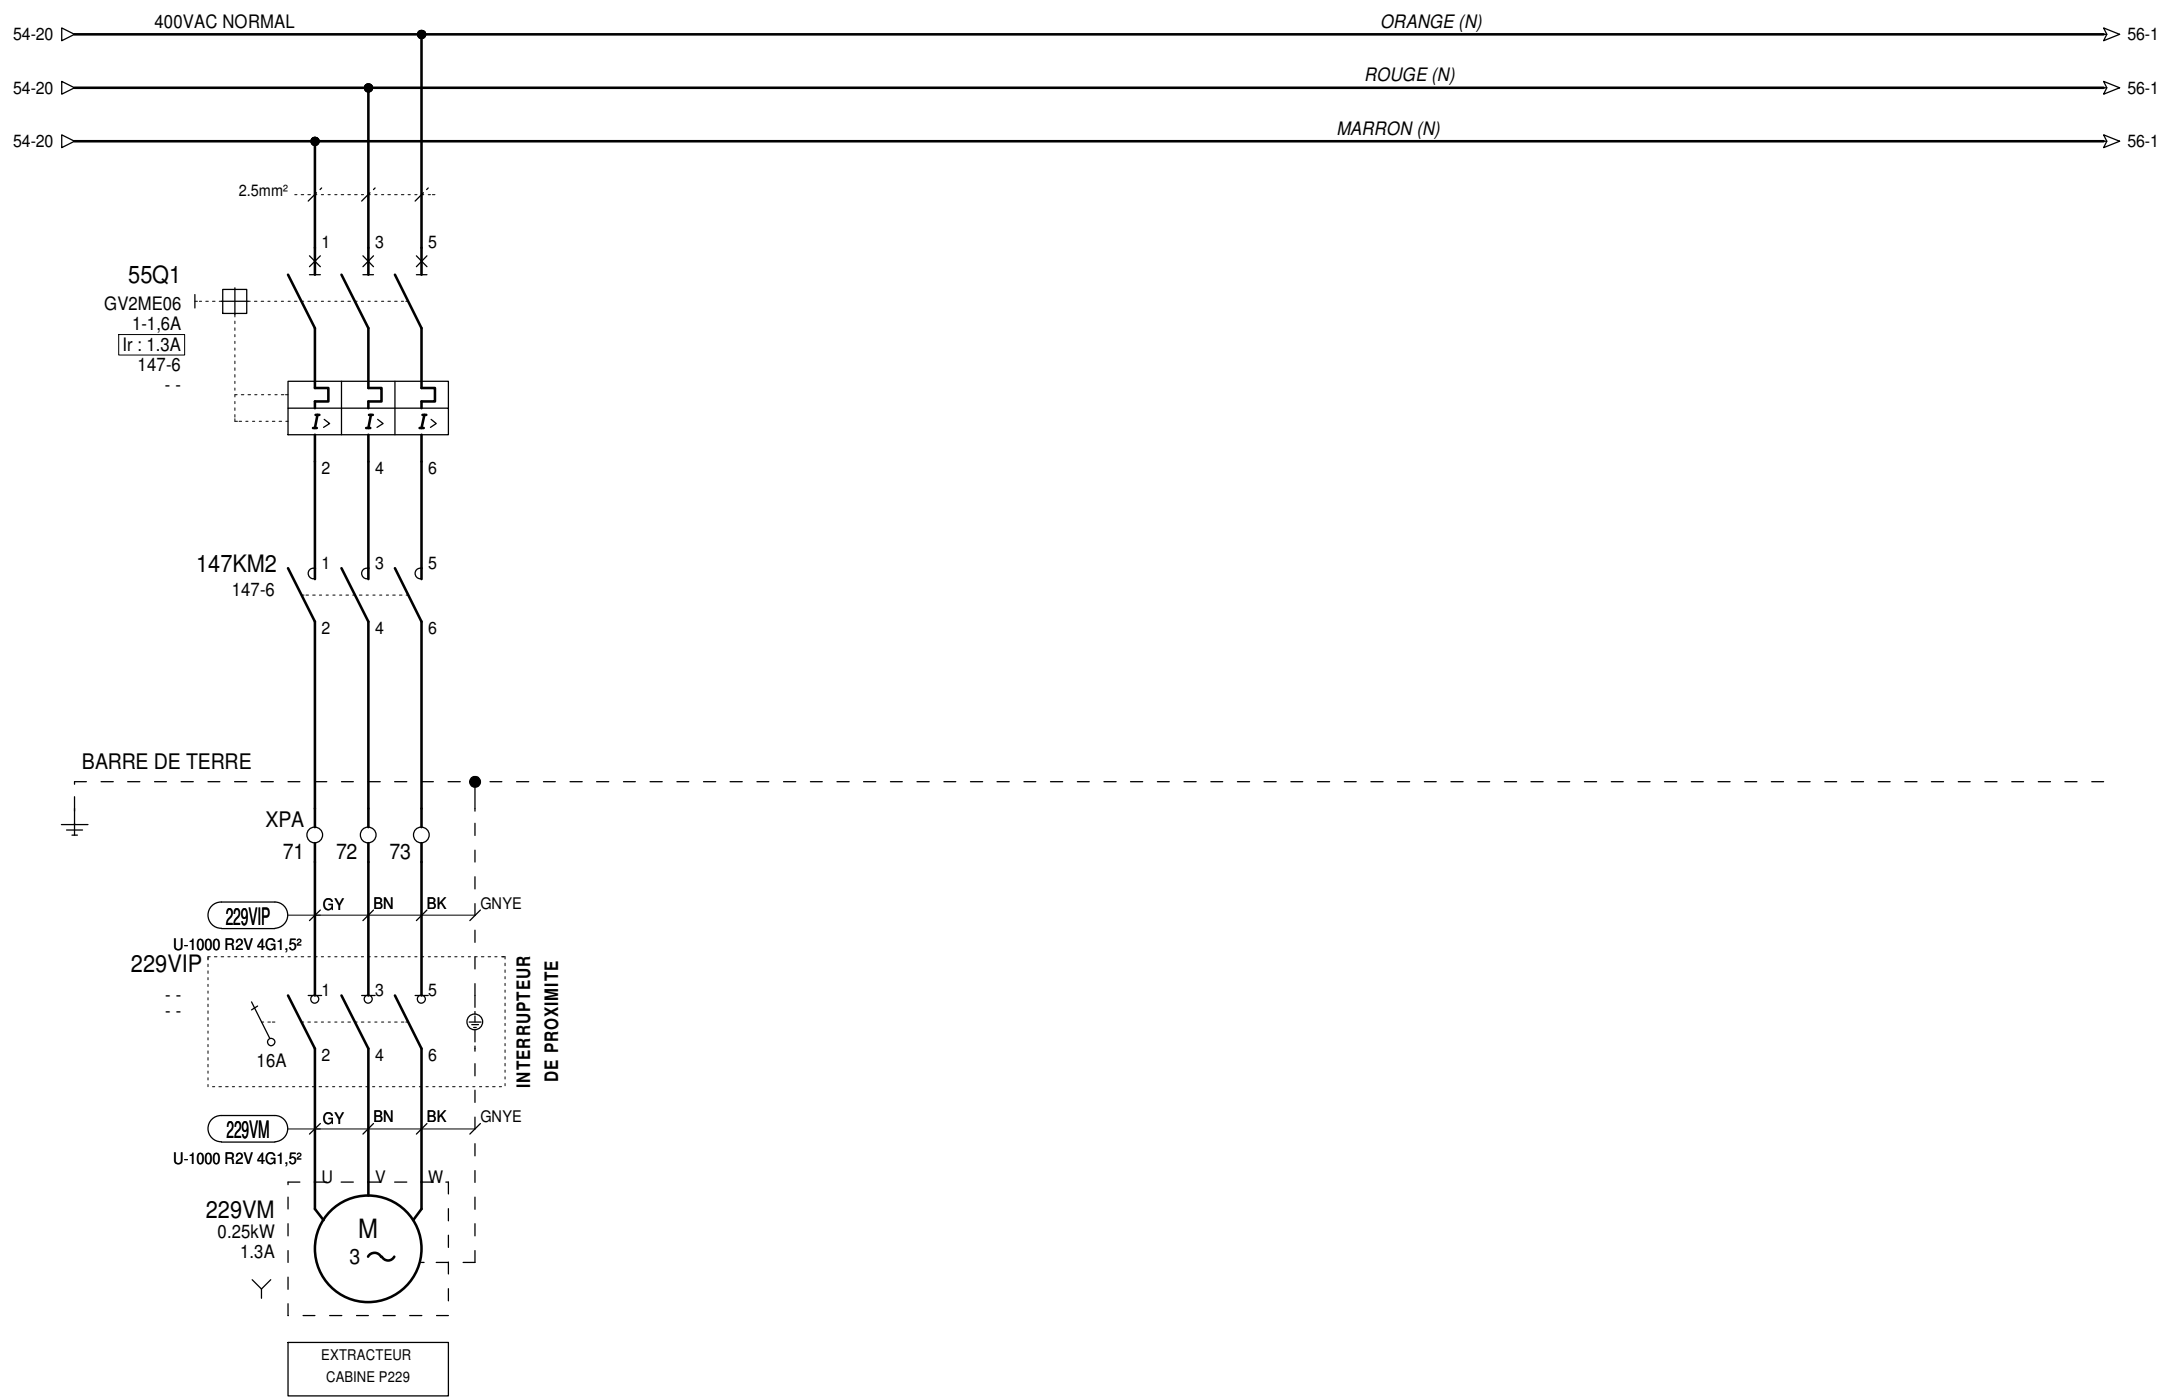 400VAC NORMAL
ORANGE (N)
54-20
56-1
ROUGE (N)
54-20
56-1
MARRON (N)
54-20
56-1
2.5mm²
1 3 5
55Q1
GV2ME06
1-1,6A
Ir : 1.3A
147-6
- -
I> I> I>
2 4 6
147KM2
1 3 5
147-6
2 4 6
BARRE DE TERRE
XPA
71 72 73
229VIP
GY BN BK GNYE
U-1000 R2V 4G1,5²
229VIP
- -
- -
1 3 5
16A
2 4 6
INTERRUPTEUR
DE PROXIMITE
229VM
GY BN BK GNYE
U-1000 R2V 4G1,5²
U V W
229VM
0.25kW
1.3A
M
3 ~
EXTRACTEUR
CABINE P229